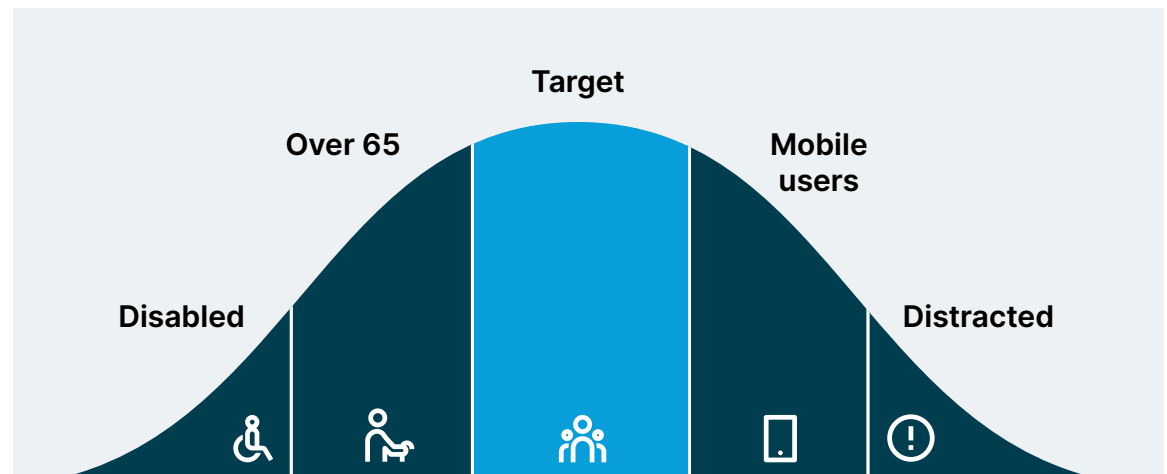 Target
Over 65
Mobile
users
Disabled
Distracted